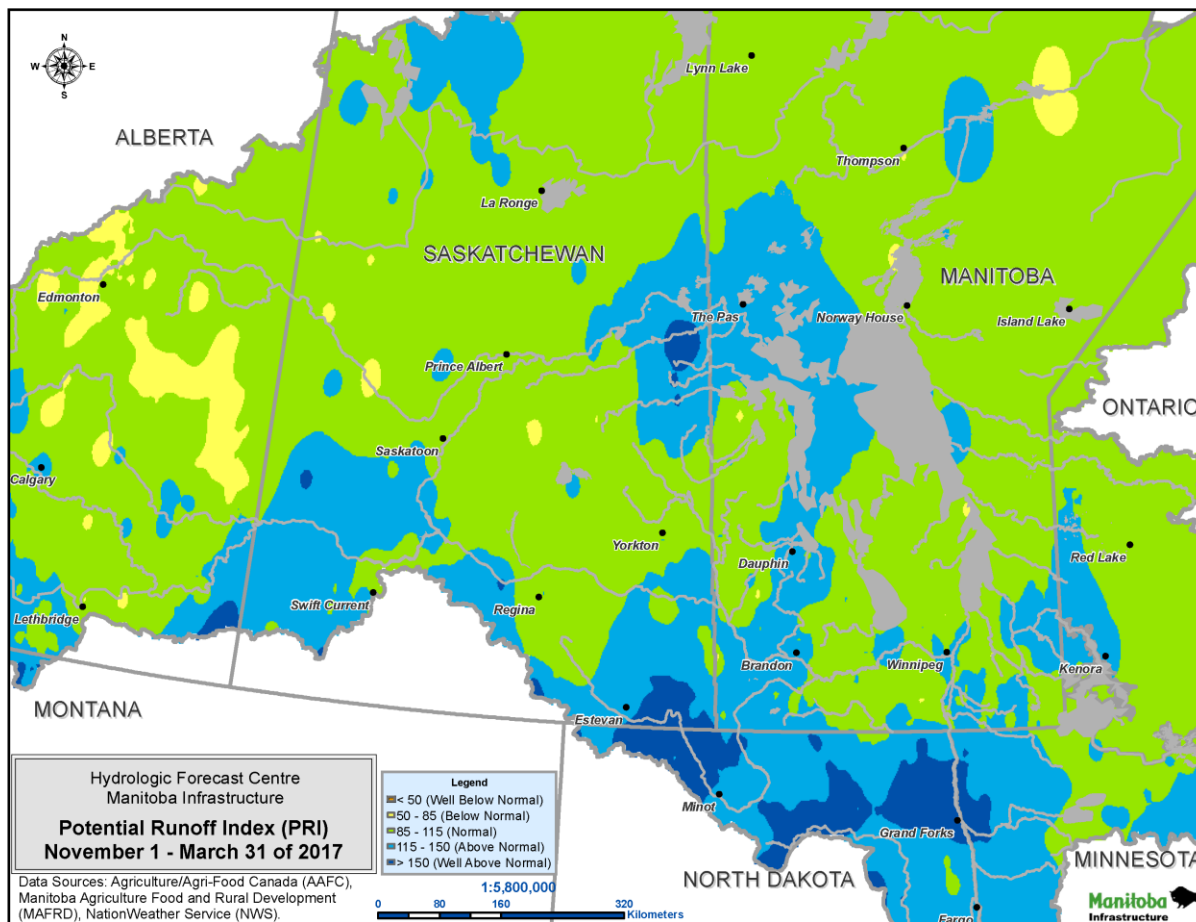 N
W E
S
Lynn Lake
ALBERTA
Thompson
La Ronge
SASKATCHEWAN
MANITOBA
Edmonton
The Pas
Norway House
Island Lake
Prince Albert
ONTARIO
Saskatoon
Calgary
Yorkton
Dauphin
Red Lake
Swift Current
Regina
Lethbridge
Brandon
Winnipeg
Kenora
MONTANA
Estevan
Minot
Grand Forks
NORTH DAKOTA
MINNESOTA
Fargo
Hydrologic Forecast Centre
Manitoba Infrastructure
Potential Runoff Index (PRI)
November 1 - March 31 of 2017
Data Sources: Agriculture/Agri-Food Canada (AAFC),
Manitoba Agriculture Food and Rural Development
(MAFRD), NationWeather Service (NWS).
Legend
< 50 (Well Below Normal)
50 - 85 (Below Normal)
85 - 115 (Normal)
115 - 150 (Above Normal)
> 150 (Well Above Normal)
1:5,800,000
0 80 160 240 320
Kilometers
Manitoba
Infrastructure